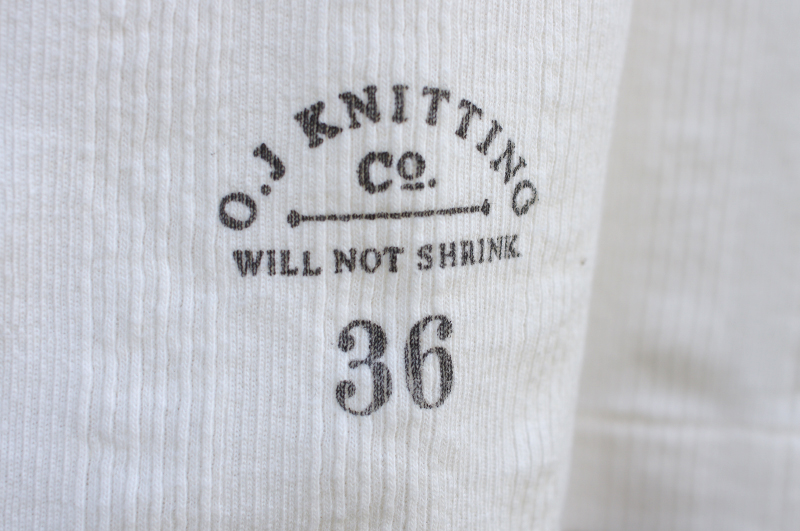 O.J KNITTING
Co.
WILL NOT SHRINK.
36